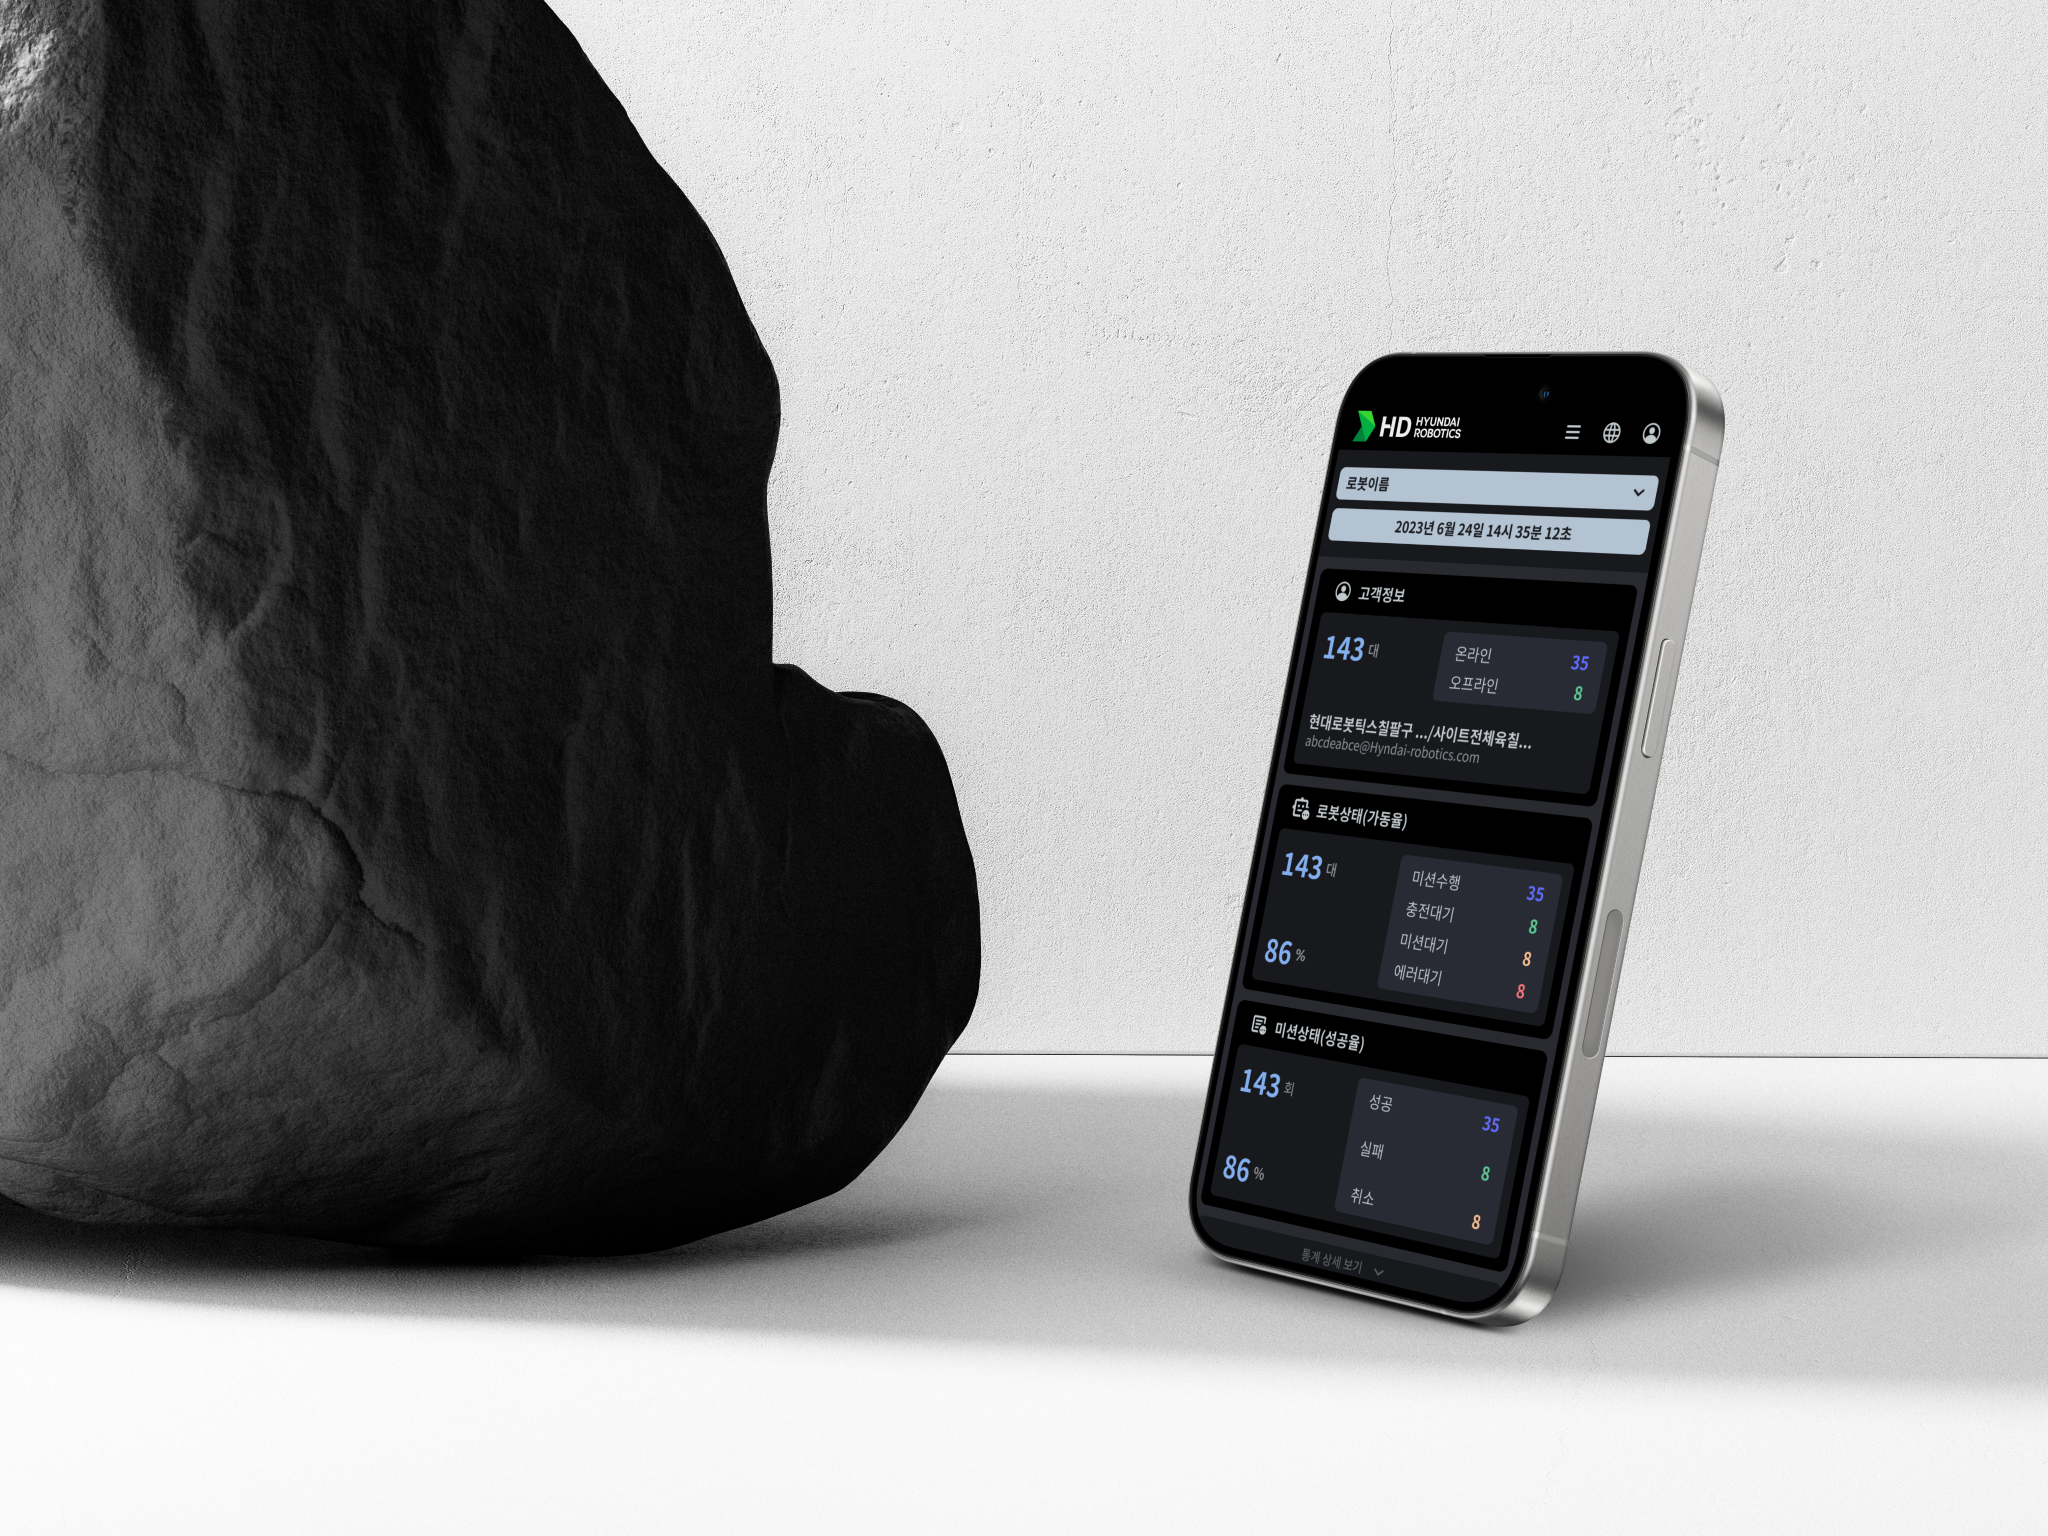 HD HYUNDAI
ROBOTICS
로봇이름
2023년 6월 24일 14시 35분 12초
고객정보
143 대
온라인 35
오프라인 8
현대로봇틱스칠팔구 .../사이트전체육칠...
abcdeabce@Hyndai-robotics.com
로봇상태(가동율)
143 대
미션수행 35
충전대기 8
미션대기 8
에러대기 8
86 %
미션상태(성공율)
143 회
성공 35
실패 8
취소 8
86 %
통계 상세 보기